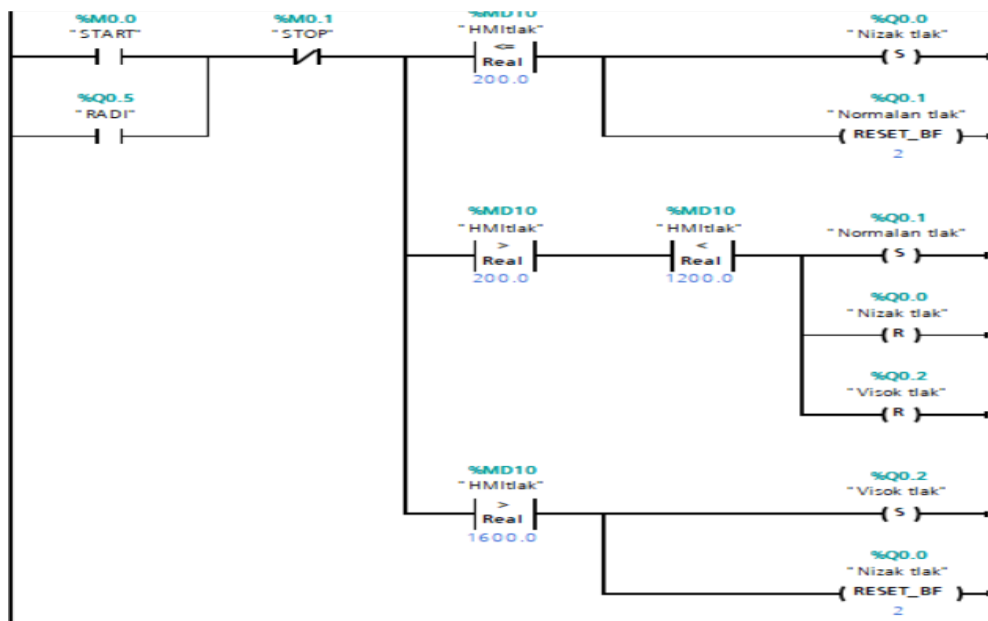 %M0.0
"START"
%M0.1
"STOP"
%MD10
"HMItlak"
<=
Real
200.0
%Q0.0
"Nizak tlak"
S
%Q0.5
"RADI"
%Q0.1
"Normalan tlak"
RESET_BF
2
%MD10
"HMItlak"
>
Real
200.0
%MD10
"HMItlak"
<
Real
1200.0
%Q0.1
"Normalan tlak"
S
%Q0.0
"Nizak tlak"
R
%Q0.2
"Visok tlak"
R
%MD10
"HMItlak"
>
Real
1600.0
%Q0.2
"Visok tlak"
S
%Q0.0
"Nizak tlak"
RESET_BF
2